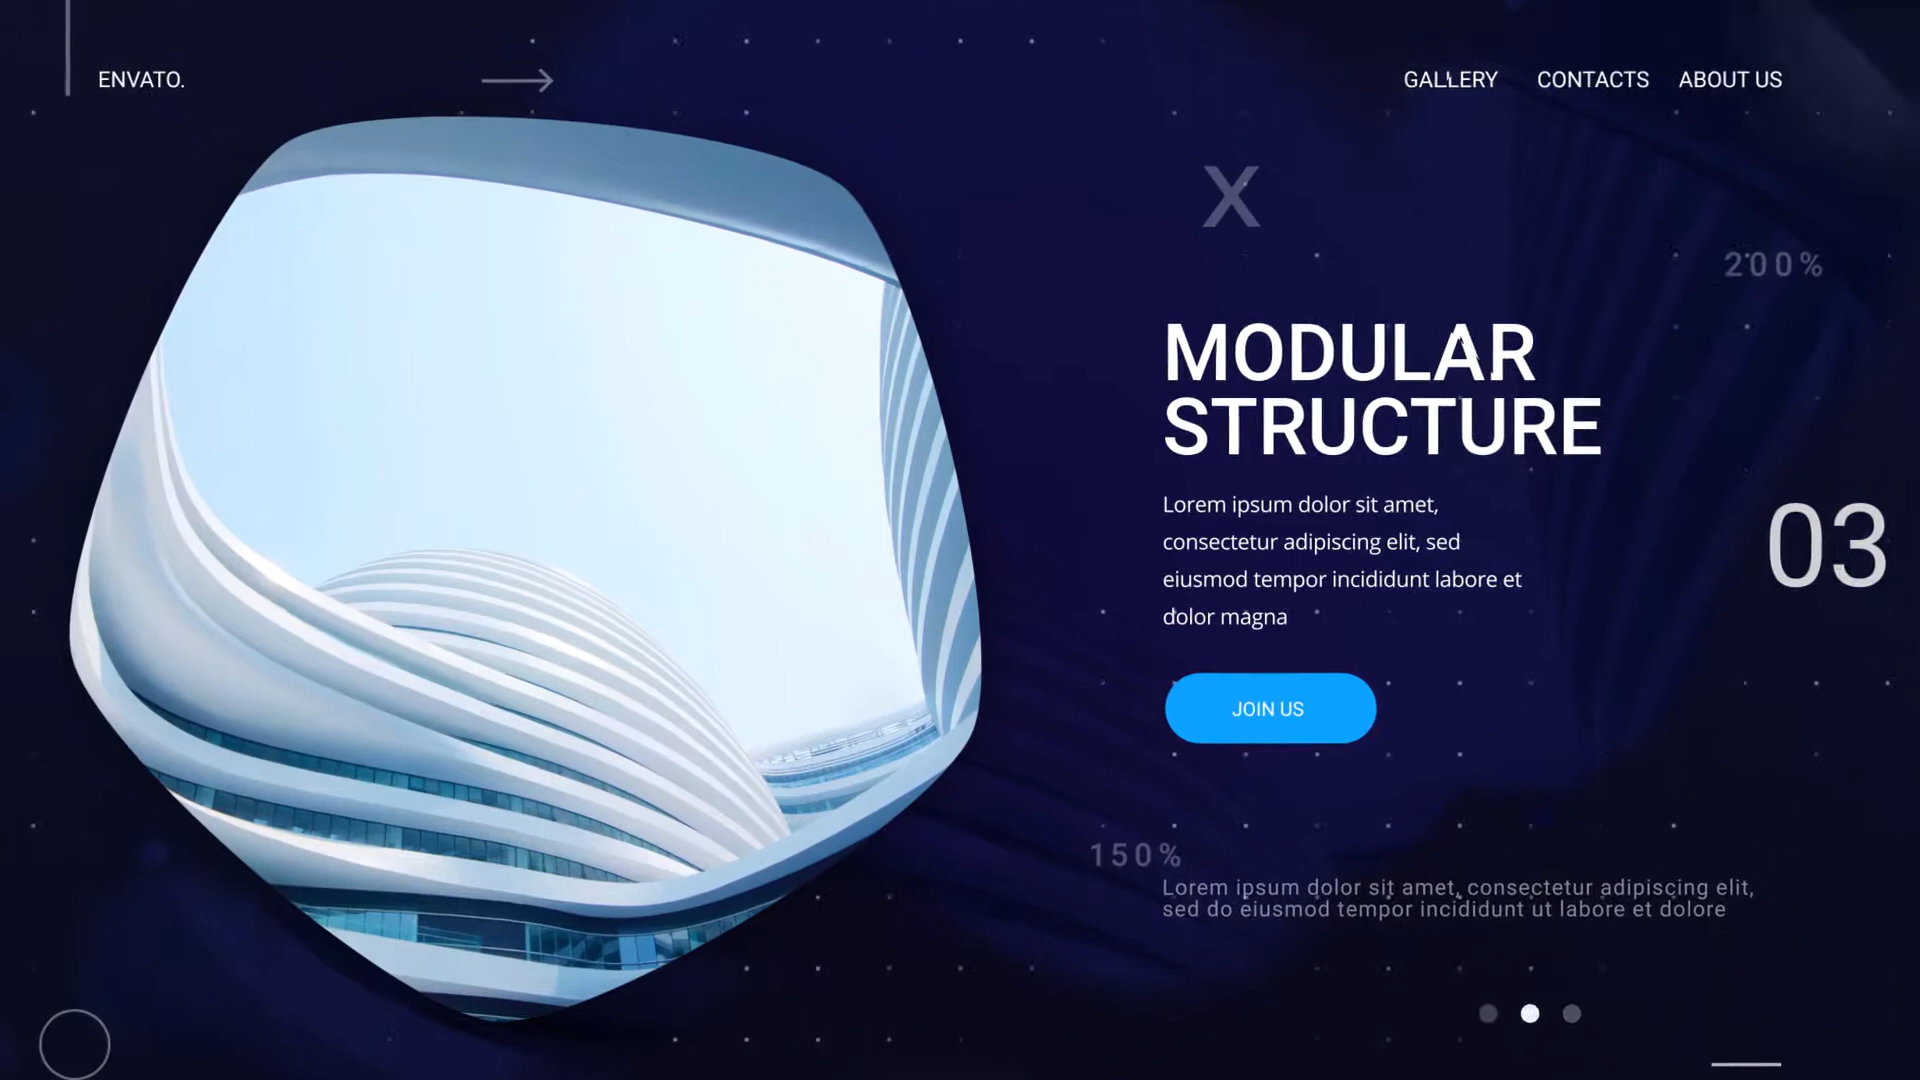 ENVATO.
GALLERY CONTACTS ABOUT US
X
200%
MODULAR
STRUCTURE
Lorem ipsum dolor sit amet,
consectetur adipiscing elit, sed
eiusmod tempor incididunt labore et
dolor magna
03
JOIN US
150%
Lorem ipsum dolor sit amet, consectetur adipiscing elit,
sed do eiusmod tempor incididunt ut labore et dolore